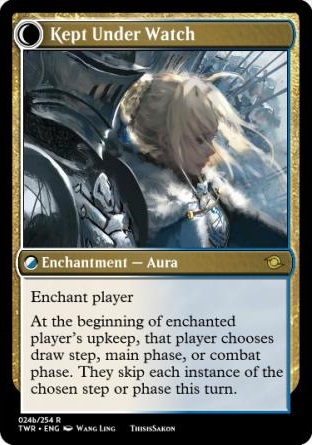 Kept Under Watch
Enchantment — Aura
Enchant player
At the beginning of enchanted
player's upkeep, that player chooses
draw step, main phase, or combat
phase. They skip each instance of the
chosen step or phase this turn.
024b/254 R
TWR • ENG Wang Ling ThisIsSakon